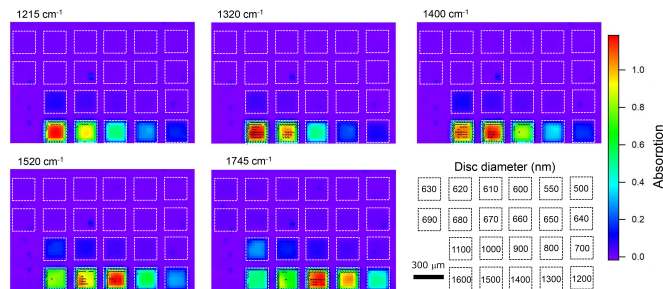 1215 cm-1
1320 cm-1
1400 cm-1
1.0
0.8
0.6
0.4
0.2
0.0
Absorption
1520 cm-1
1745 cm-1
Disc diameter (nm)
630 620 610 600 550 500
690 680 670 660 650 640
1100 1000 900 800 700
300 μm
1600 1500 1400 1300 1200